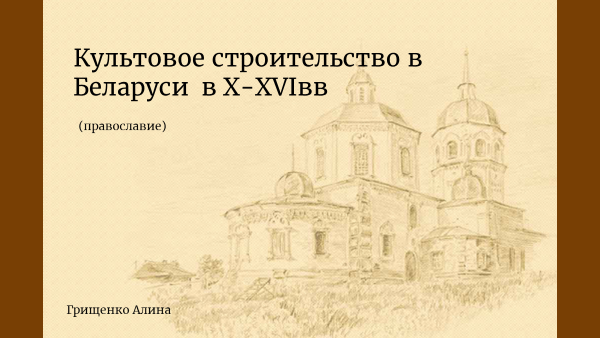 Культовое строительство в
Беларуси  в X-XVIвв
(православие)
Грищенко Алина